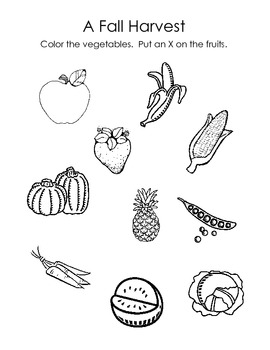 A Fall Harvest
Color the vegetables.  Put an X on the fruits.